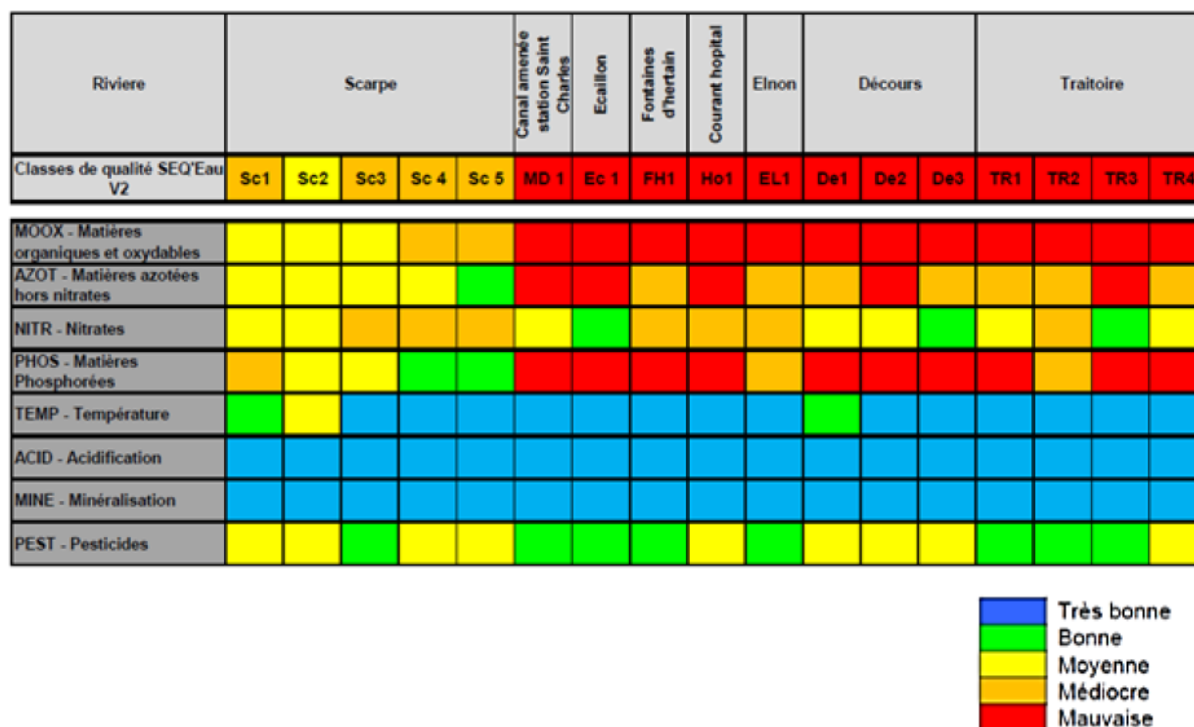 Riviere
Scarpe
Canal amenée
station Saint
Charles
Ecaillon
Fontaines
d'hertain
Courant hopital
Elnon
Décours
Traitoire
Classes de qualité SEQ'Eau
V2
Sc1 Sc2 Sc3 Sc 4 Sc 5 MD 1 Ec 1 FH1 Ho1 EL1 De1 De2 De3 TR1 TR2 TR3 TR4
MOOX - Matières
organiques et oxydables
AZOT - Matières azotées
hors nitrates
NITR - Nitrates
PHOS - Matières
Phosphorées
TEMP - Température
ACID - Acidification
MINE - Minéralisation
PEST - Pesticides
Très bonne
Bonne
Moyenne
Médiocre
Mauvaise